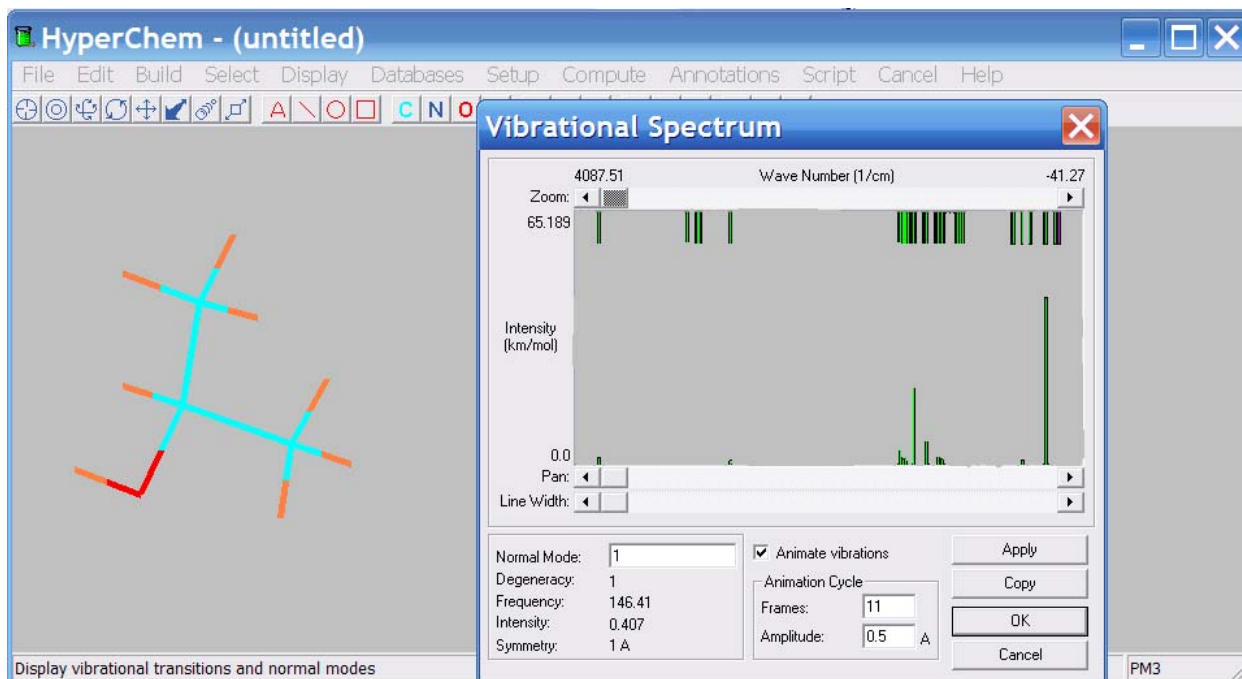 HyperChem - (untitled)
File Edit Build Select Display Databases Setup Compute Annotations Script Cancel Help
A C N O
Vibrational Spectrum
4087.51 Wave Number (1/cm) -41.27
Zoom:
65.189
Intensity
(km/mol)
0.0
Pan:
Line Width:
Normal Mode: 1
Degeneracy: 1
Frequency: 146.41
Intensity: 0.407
Symmetry: 1 A
Animate vibrations
Animation Cycle
Frames: 11
Amplitude: 0.5 A
Apply
Copy
OK
Cancel
Display vibrational transitions and normal modes
PM3